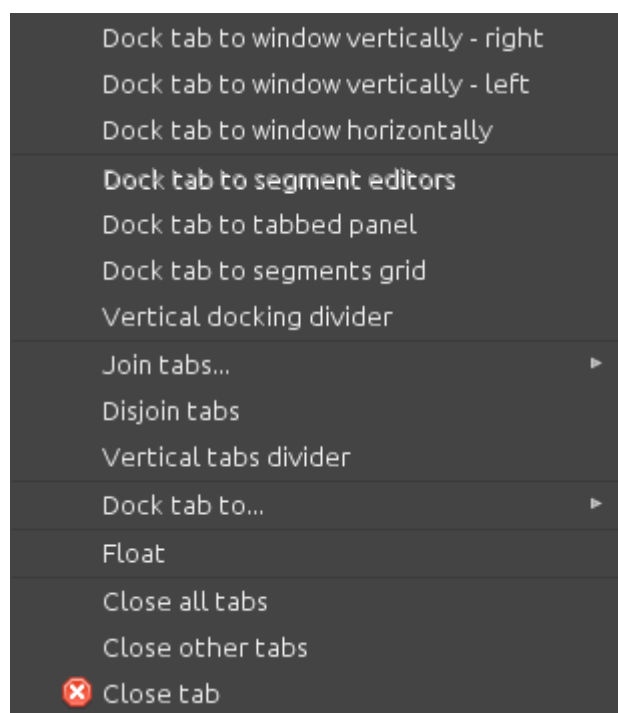 Dock tab to window vertically - right
Dock tab to window vertically - left
Dock tab to window horizontally
Dock tab to segment editors
Dock tab to tabbed panel
Dock tab to segments grid
Vertical docking divider
Join tabs...
Disjoin tabs
Vertical tabs divider
Dock tab to...
Float
Close all tabs
Close other tabs
Close tab